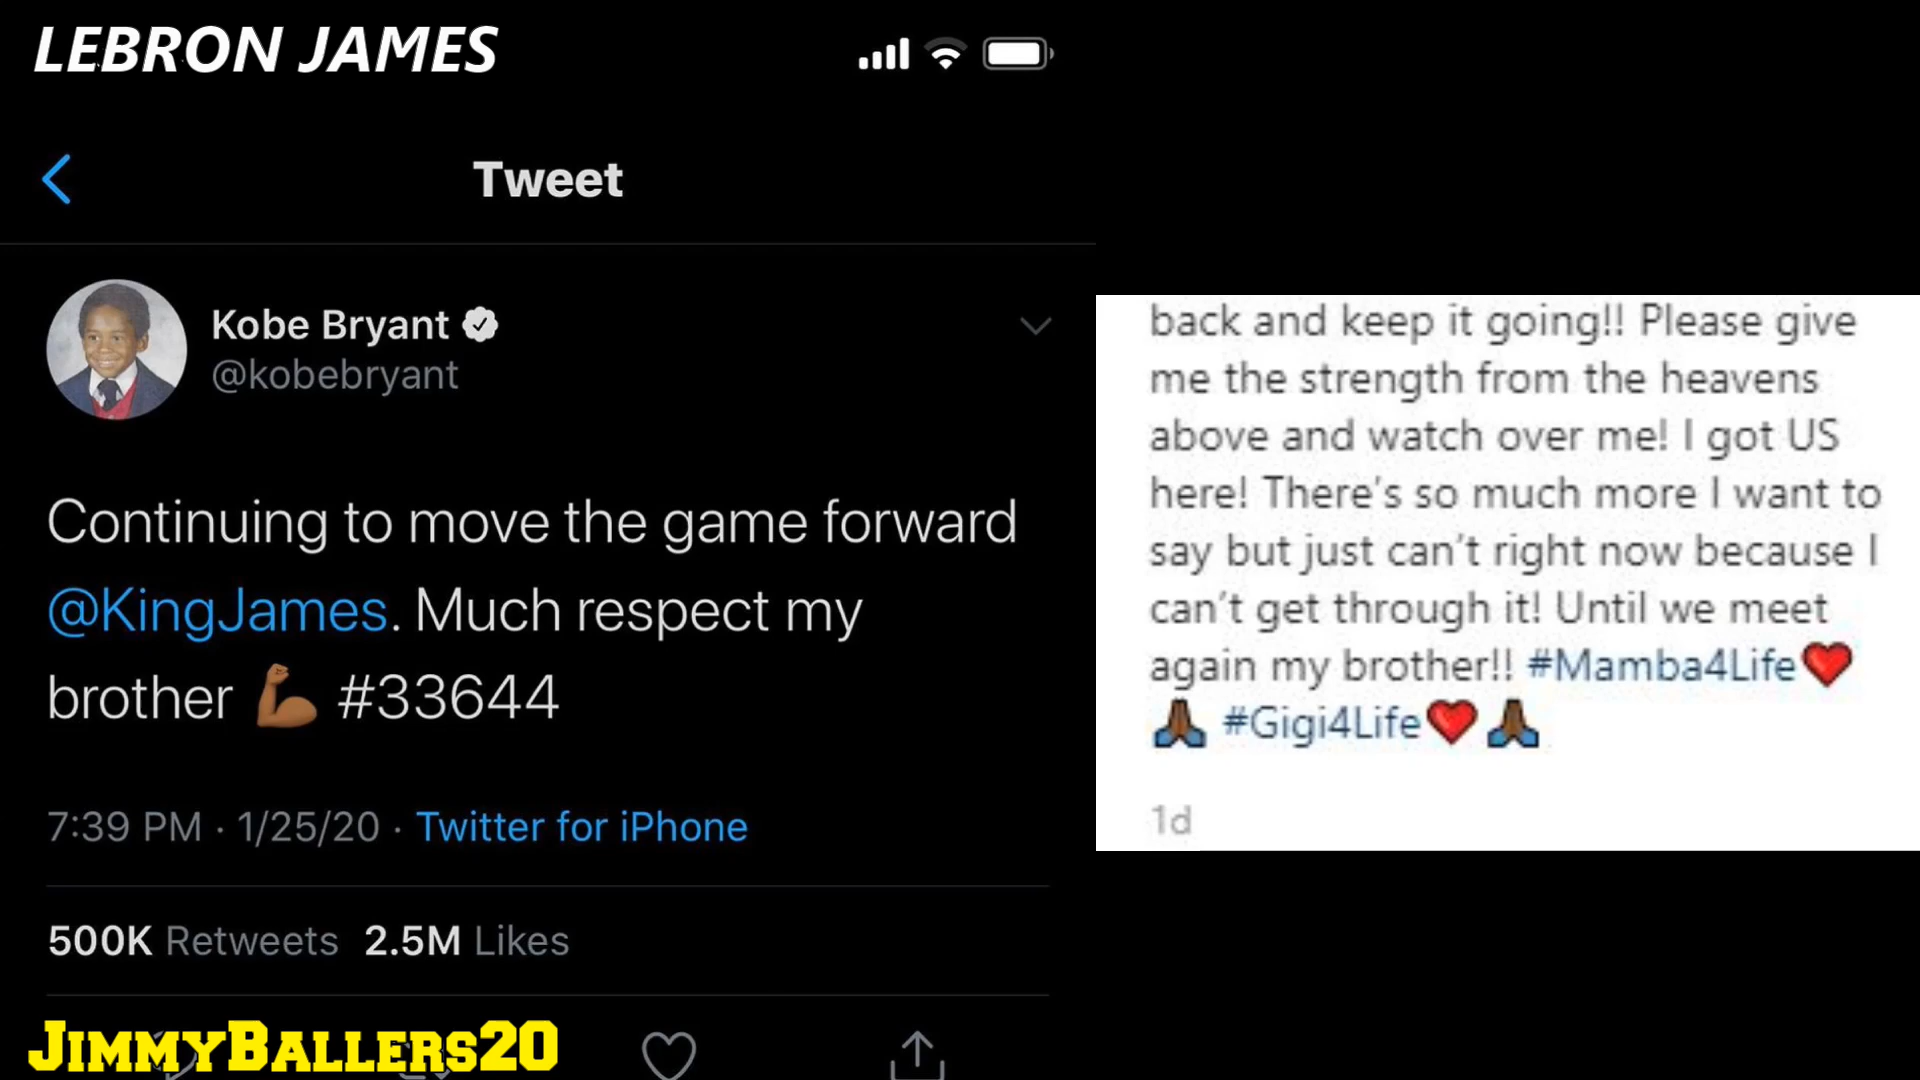 LEBRON JAMES
Tweet
Kobe Bryant
@kobebryant
Continuing to move the game forward
@KingJames. Much respect my
brother 💪🏾 #33644
7:39 PM · 1/25/20 · Twitter for iPhone
500K Retweets 2.5M Likes
JIMMYBALLERS20
back and keep it going!! Please give
me the strength from the heavens
above and watch over me! I got US
here! There's so much more I want to
say but just can't right now because I
can't get through it! Until we meet
again my brother!! #Mamba4Life❤️
🙏🏾 #Gigi4Life❤️🙏🏾
1d